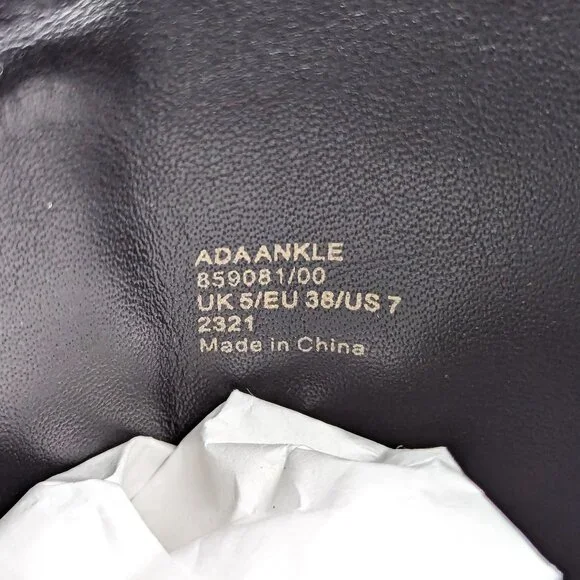 ADAANKLE
859081/00
UK 5/EU 38/US 7
2321
Made in China